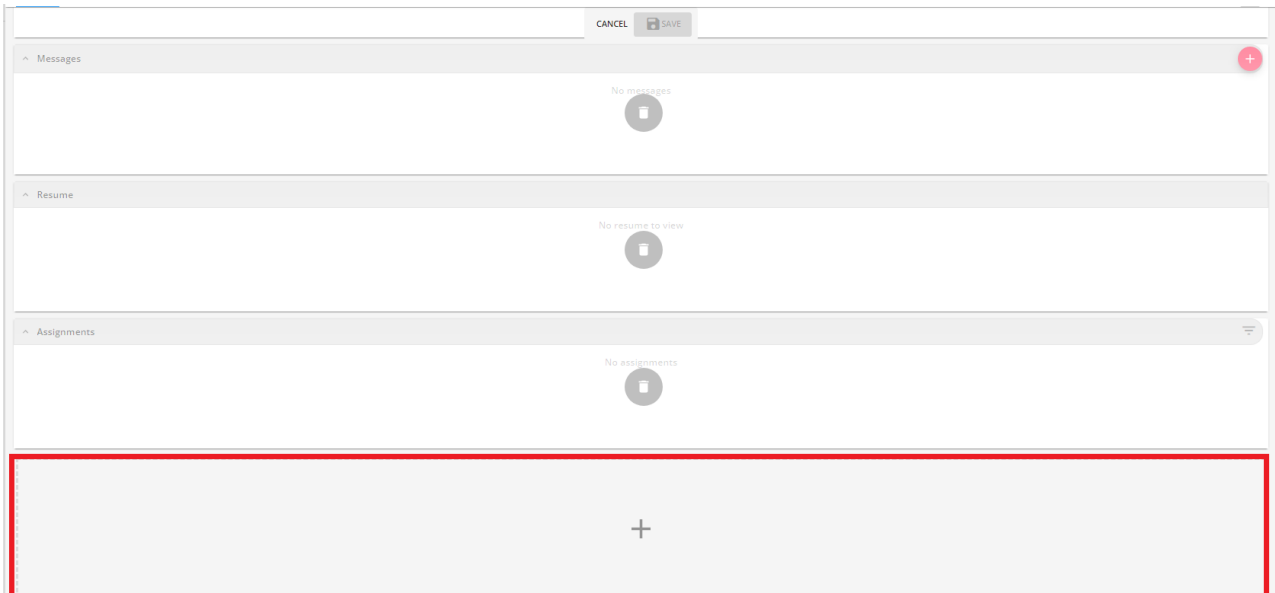 CANCEL SAVE
Messages
No messages
Resume
No resume to view
Assignments
No assignments